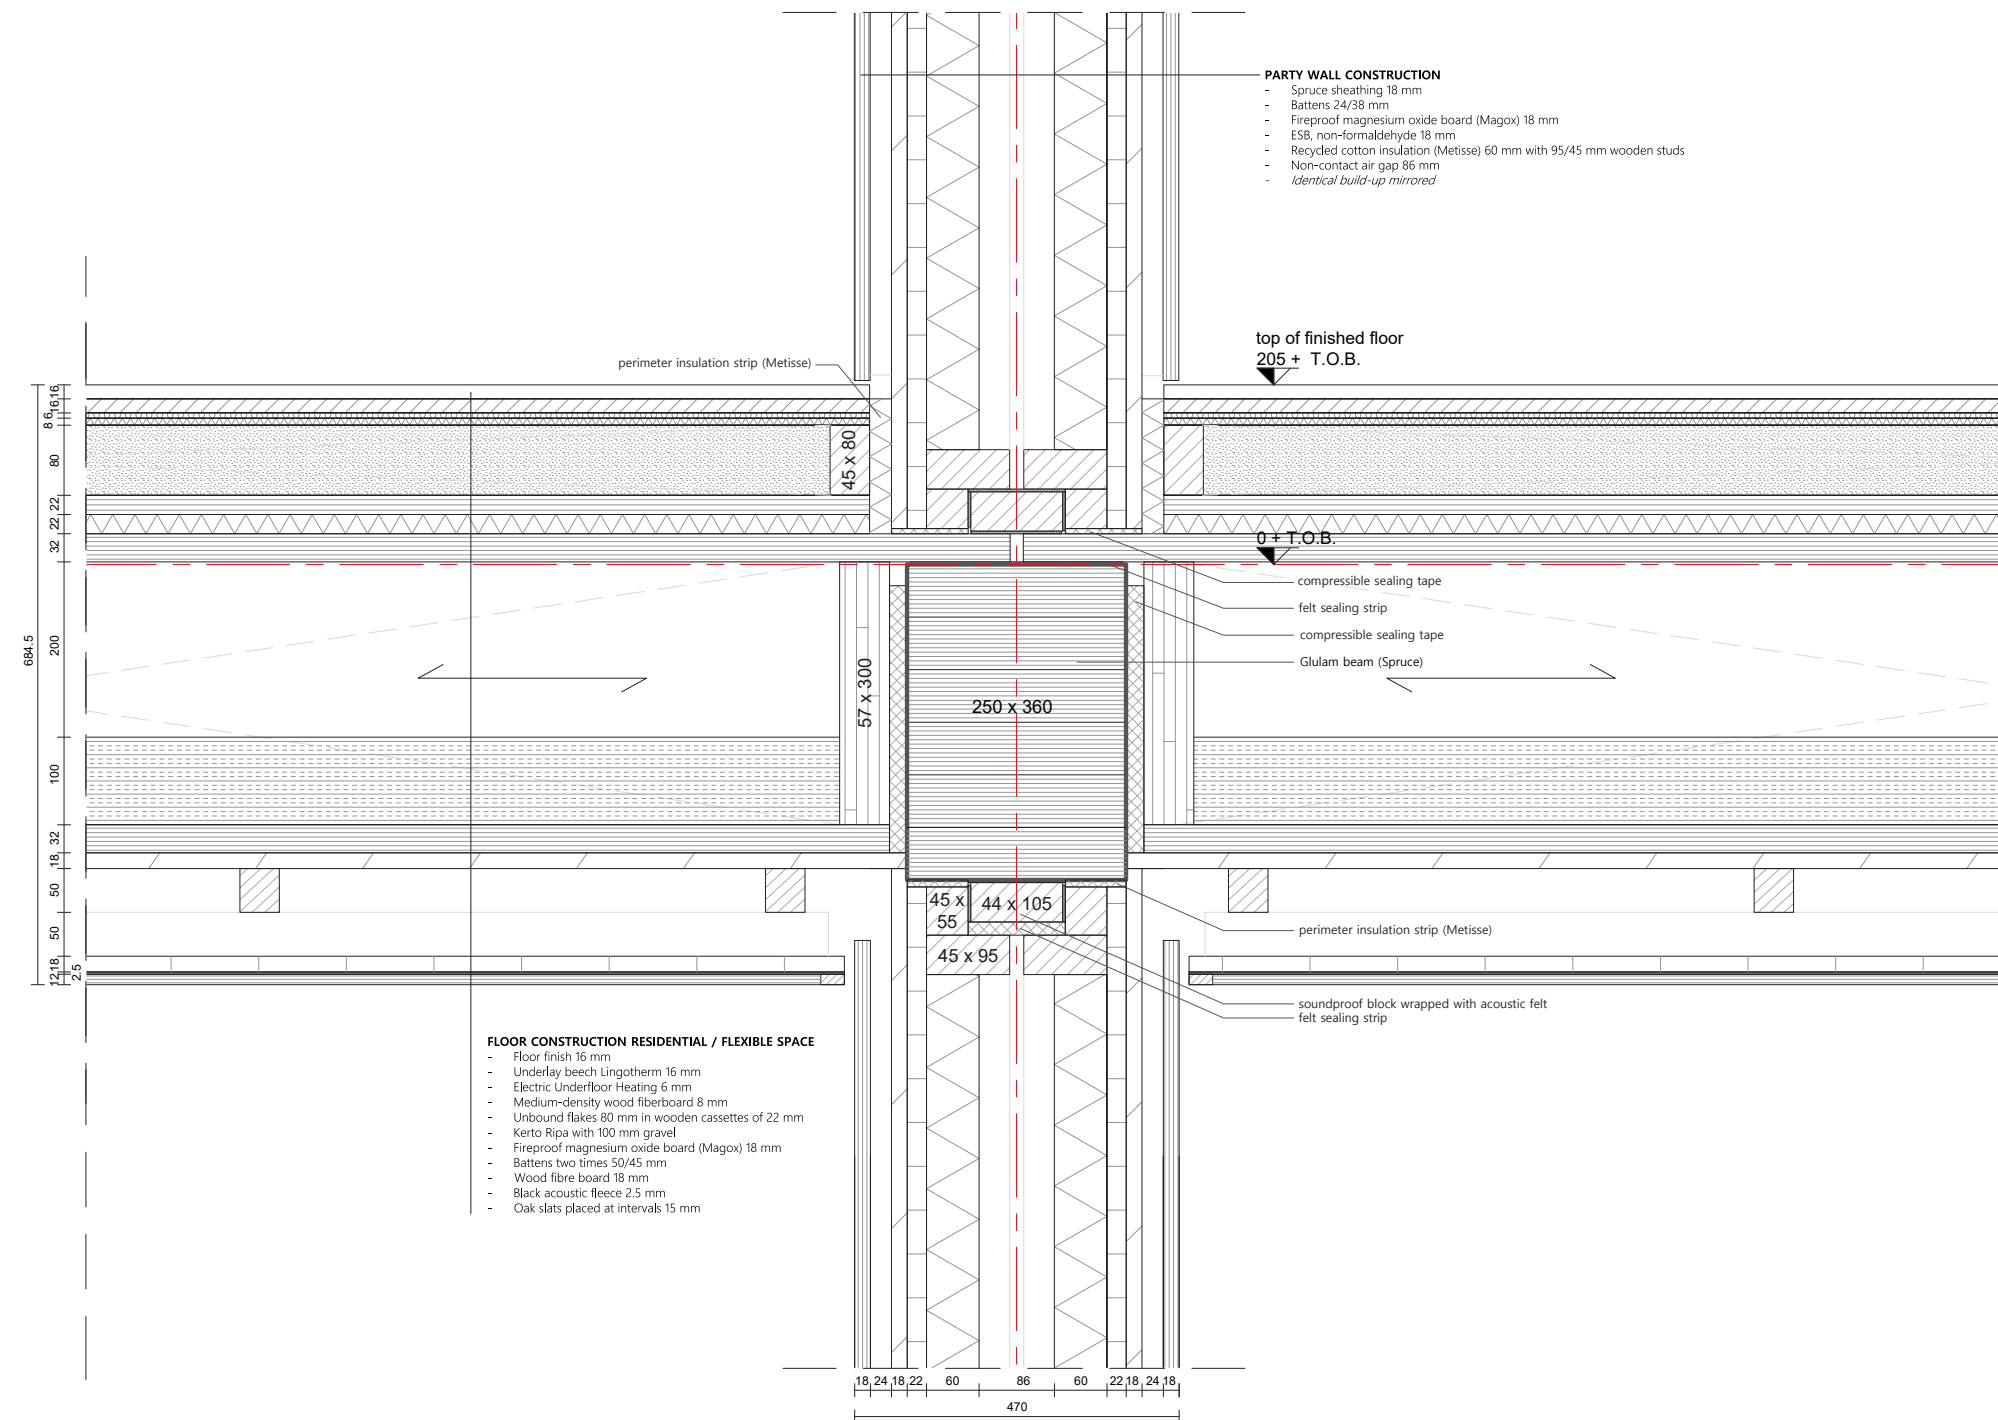 PARTY WALL CONSTRUCTION
- Spruce sheathing 18 mm
- Battens 24/38 mm
- Fireproof magnesium oxide board (Magox) 18 mm
- ESB, non-formaldehyde 18 mm
- Recycled cotton insulation (Metisse) 60 mm with 95/45 mm wooden studs
- Non-contact air gap 86 mm
- Identical build-up mirrored
top of finished floor
205 + T.O.B.
perimeter insulation strip (Metisse)
16
16
6
8
80
22
22
32
200
100
32
18
50
50
18
2.5
12
684.5
45 x 80
0 + T.O.B.
compressible sealing tape
felt sealing strip
compressible sealing tape
Glulam beam (Spruce)
57 x 300
250 x 360
45 x
55
44 x 105
45 x 95
perimeter insulation strip (Metisse)
soundproof block wrapped with acoustic felt
felt sealing strip
FLOOR CONSTRUCTION RESIDENTIAL / FLEXIBLE SPACE
- Floor finish 16 mm
- Underlay beech Lingotherm 16 mm
- Electric Underfloor Heating 6 mm
- Medium-density wood fiberboard 8 mm
- Unbound flakes 80 mm in wooden cassettes of 22 mm
- Kerto Ripa with 100 mm gravel
- Fireproof magnesium oxide board (Magox) 18 mm
- Battens two times 50/45 mm
- Wood fibre board 18 mm
- Black acoustic fleece 2.5 mm
- Oak slats placed at intervals 15 mm
18 24 18 22 60 86 60 22 18 24 18
470